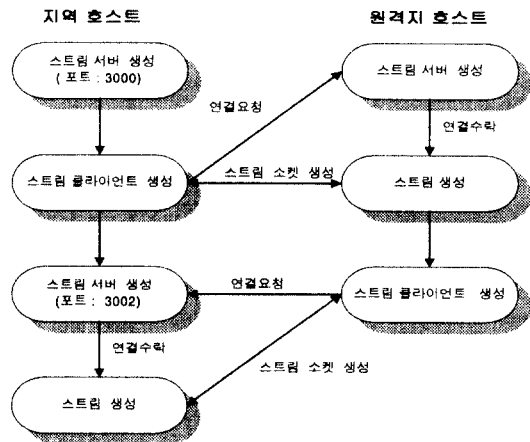 지역 호스트
원격지 호스트
스트림 서버 생성
( 포트 : 3000)
스트림 서버 생성
연결요청
연결수락
스트림 클라이언트 생성
스트림 소켓 생성
스트림 생성
스트림 서버 생성
(포트 : 3002)
연결요청
스트림 클라이언트 생성
연결수락
스트림 소켓 생성
스트림 생성